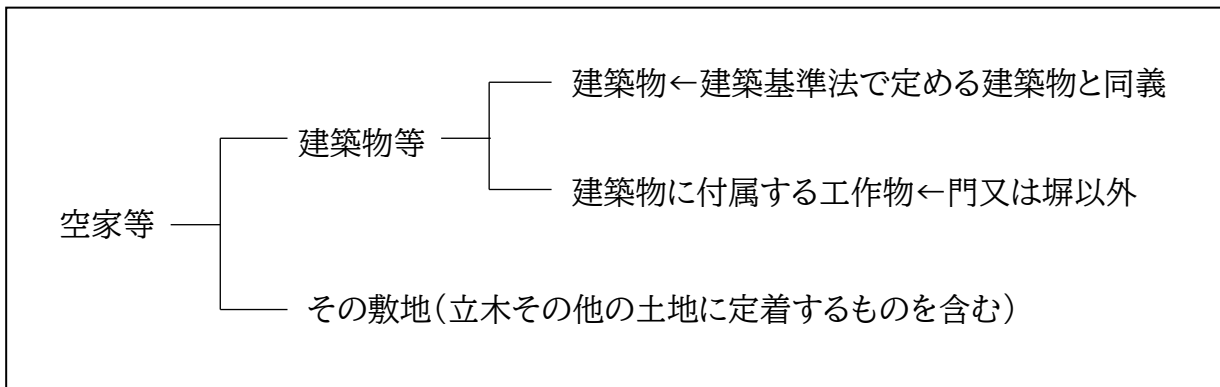 建築物←建築基準法で定める建築物と同義
建築物等
建築物に付属する工作物←門又は塀以外
空家等
その敷地(立木その他の土地に定着するものを含む)